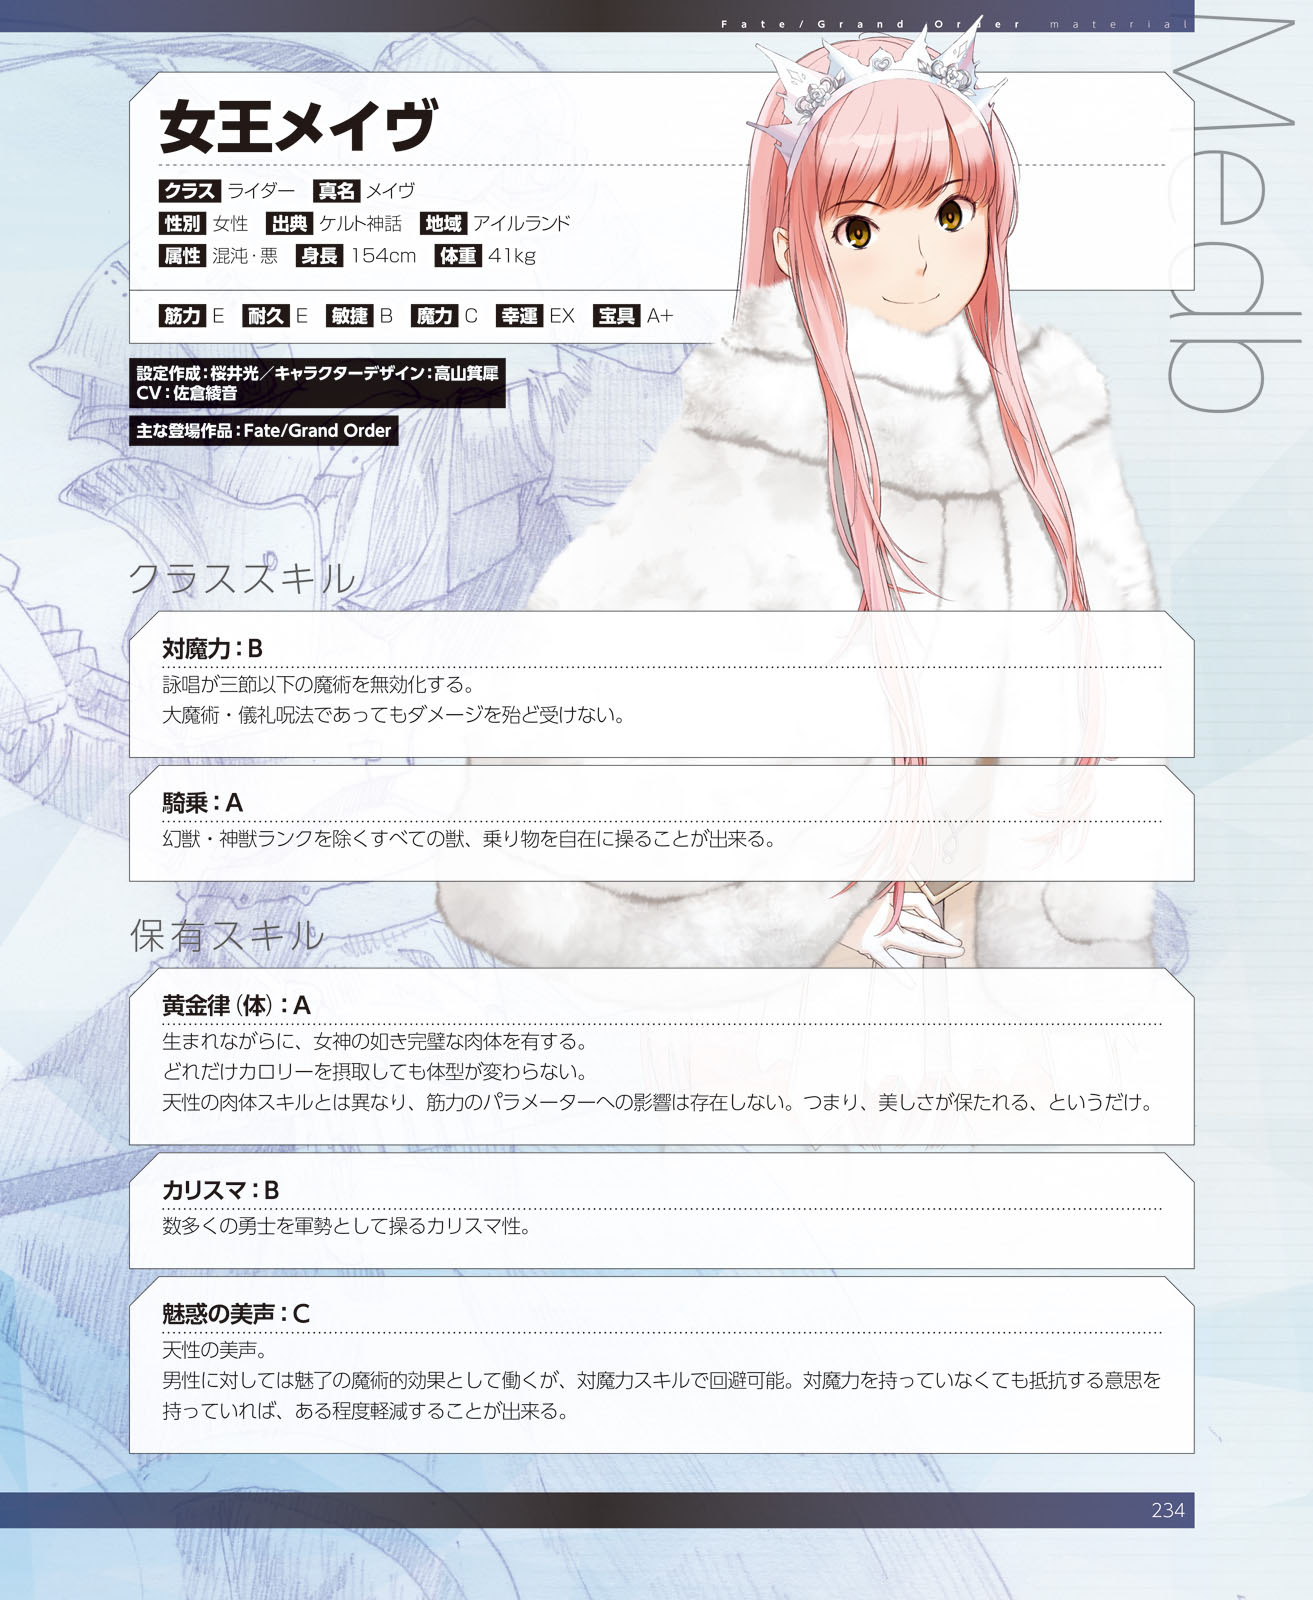 Fate/Grand Order material
Medb
女王メイヴ
クラス ライダー 真名 メイヴ
性別 女性 出典 ケルト神話 地域 アイルランド
属性 混沌・悪 身長 154cm 体重 41kg
筋力 E 耐久 E 敏捷 B 魔力 C 幸運 EX 宝具 A+
設定作成：桜井光／キャラクターデザイン：高山箕犀
CV：佐倉綾音
主な登場作品：Fate/Grand Order
クラススキル
対魔力：B
詠唱が三節以下の魔術を無効化する。
大魔術・儀礼呪法であってもダメージを殆ど受けない。
騎乗：A
幻獣・神獣ランクを除くすべての獣、乗り物を自在に操ることが出来る。
保有スキル
黄金律（体）：A
生まれながらに、女神の如き完璧な肉体を有する。
どれだけカロリーを摂取しても体型が変わらない。
天性の肉体スキルとは異なり、筋力のパラメーターへの影響は存在しない。つまり、美しさが保たれる、というだけ。
カリスマ：B
数多くの勇士を軍勢として操るカリスマ性。
魅惑の美声：C
天性の美声。
男性に対しては魅了の魔術的効果として働くが、対魔力スキルで回避可能。対魔力を持っていなくても抵抗する意思を
持っていれば、ある程度軽減することが出来る。
234